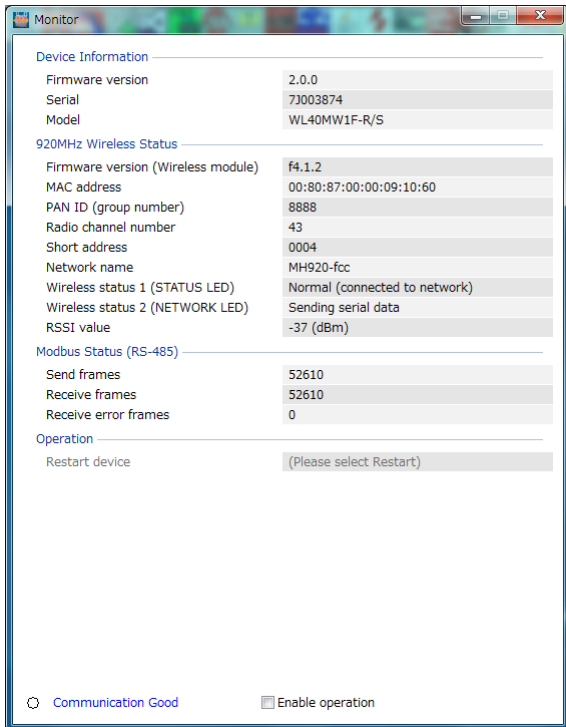 Monitor
Device Information
Firmware version 2.0.0
Serial 7J003874
Model WL40MW1F-R/S
920MHz Wireless Status
Firmware version (Wireless module) f4.1.2
MAC address 00:80:87:00:00:09:10:60
PAN ID (group number) 8888
Radio channel number 43
Short address 0004
Network name MH920-fcc
Wireless status 1 (STATUS LED) Normal (connected to network)
Wireless status 2 (NETWORK LED) Sending serial data
RSSI value -37 (dBm)
Modbus Status (RS-485)
Send frames 52610
Receive frames 52610
Receive error frames 0
Operation
Restart device (Please select Restart)
Communication Good Enable operation